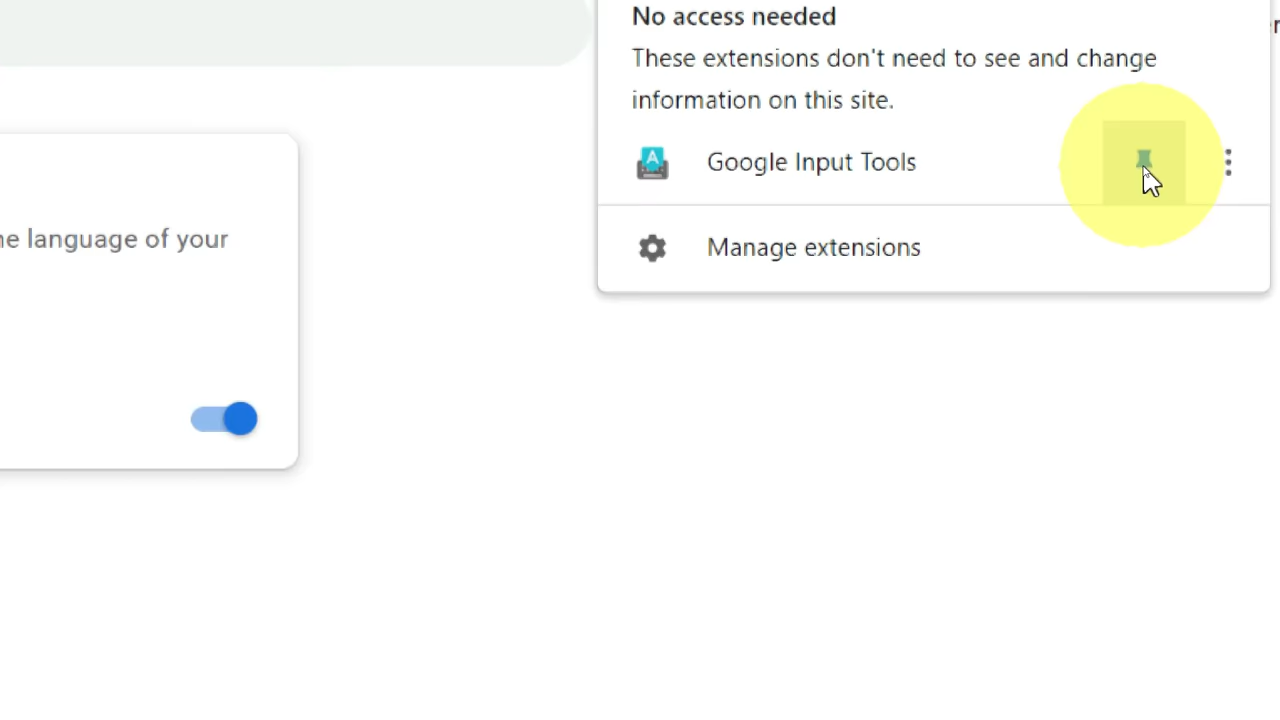 No access needed
These extensions don't need to see and change
information on this site.
Google Input Tools
language of your
Manage extensions